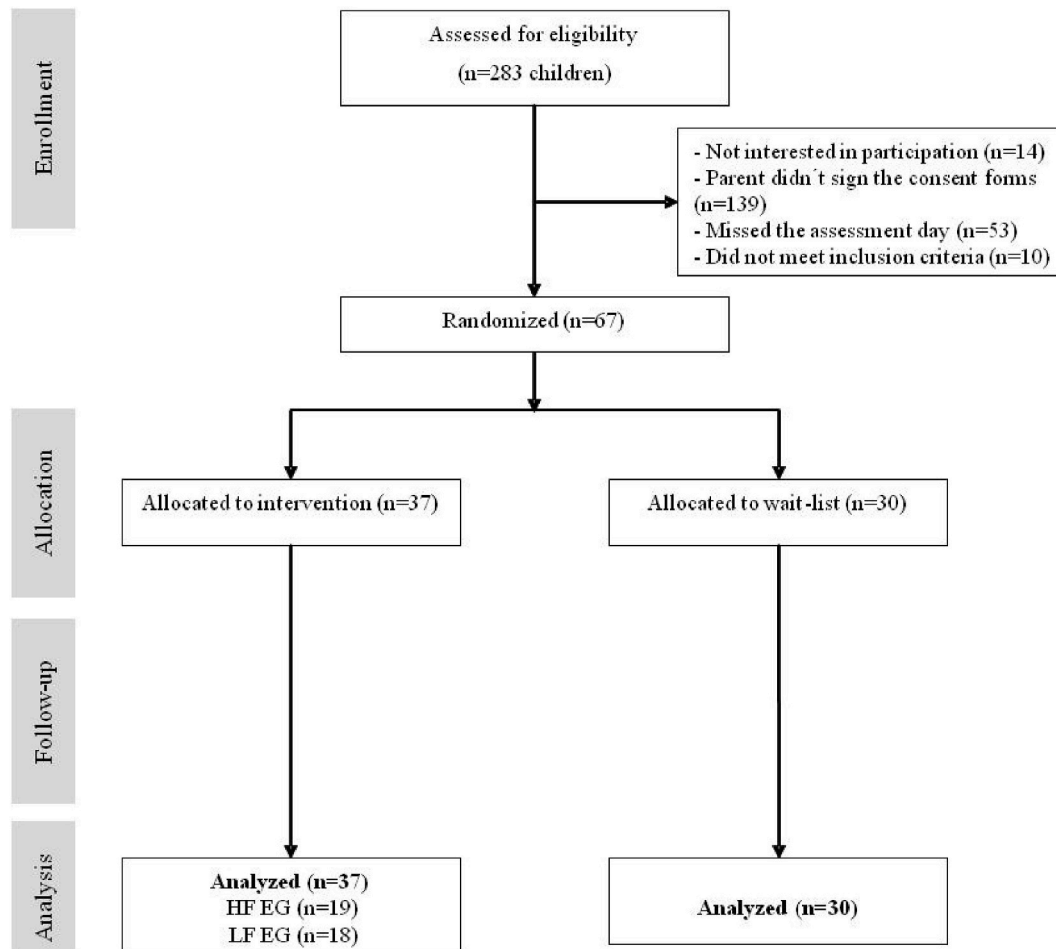 Enrollment
Assessed for eligibility
(n=283 children)
- Not interested in participation (n=14)
- Parent didn´t sign the consent forms
(n=139)
- Missed the assessment day (n=53)
- Did not meet inclusion criteria (n=10)
Randomized (n=67)
Allocation
Allocated to intervention (n=37)
Allocated to wait-list (n=30)
Follow-up
Analysis
Analyzed (n=37)
HF EG (n=19)
LF EG (n=18)
Analyzed (n=30)